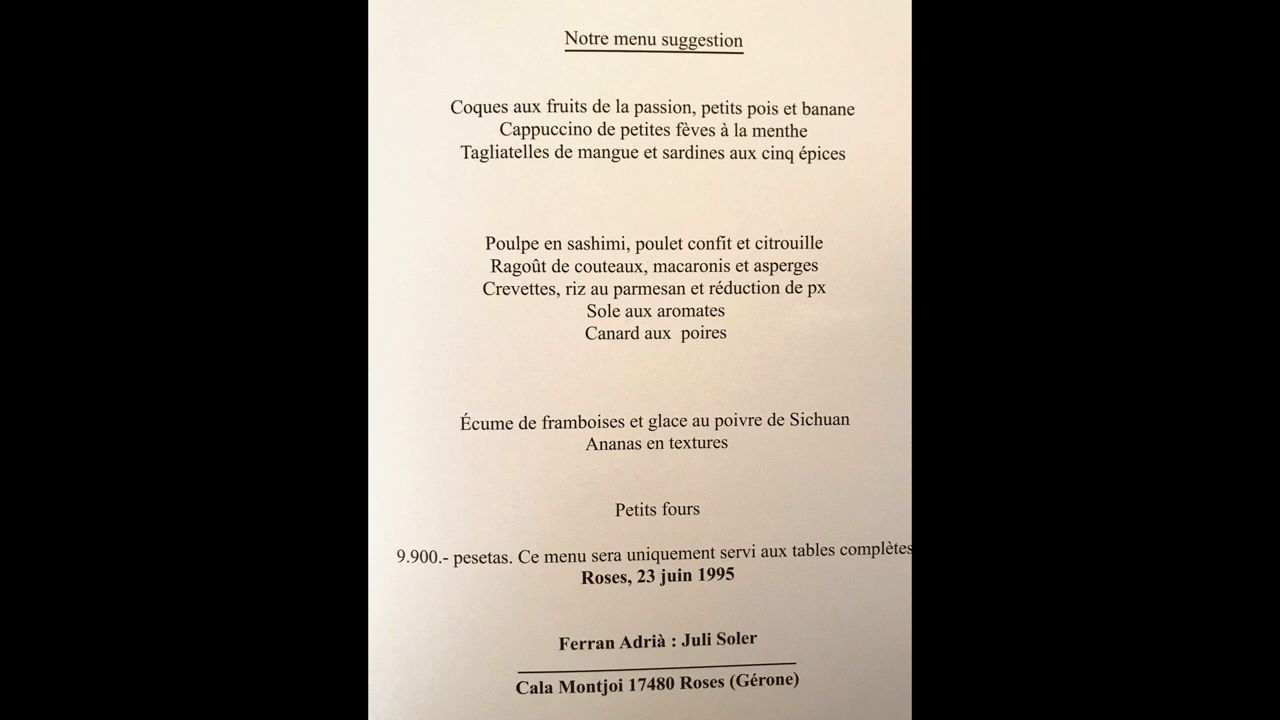 Notre menu suggestion
Coques aux fruits de la passion, petits pois et banane
Cappuccino de petites fèves à la menthe
Tagliatelles de mangue et sardines aux cinq épices
Poulpe en sashimi, poulet confit et citrouille
Ragoût de couteaux, macaronis et asperges
Crevettes, riz au parmesan et réduction de px
Sole aux aromates
Canard aux poires
Écume de framboises et glace au poivre de Sichuan
Ananas en textures
Petits fours
9.900.- pesetas. Ce menu sera uniquement servi aux tables complètes
Roses, 23 juin 1995
Ferran Adrià : Juli Soler
Cala Montjoi 17480 Roses (Gérone)